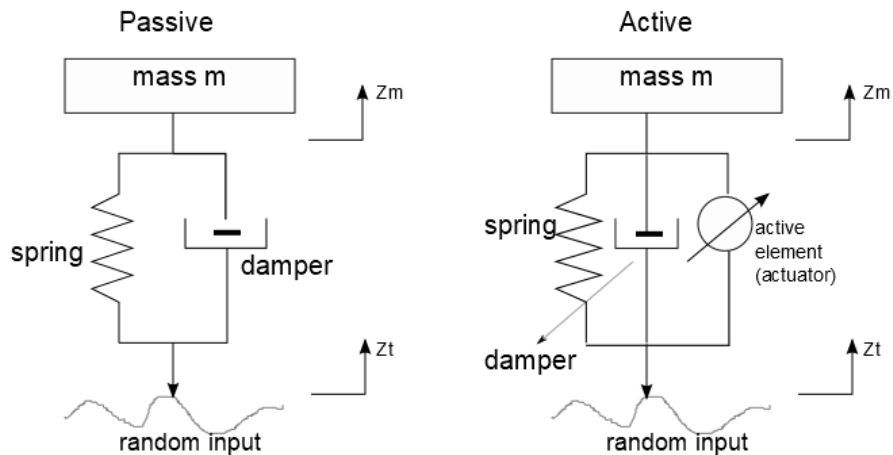 Passive
mass m
Zm
spring
damper
Zt
random input
Active
mass m
Zm
spring
active
element
(actuator)
damper
Zt
random input